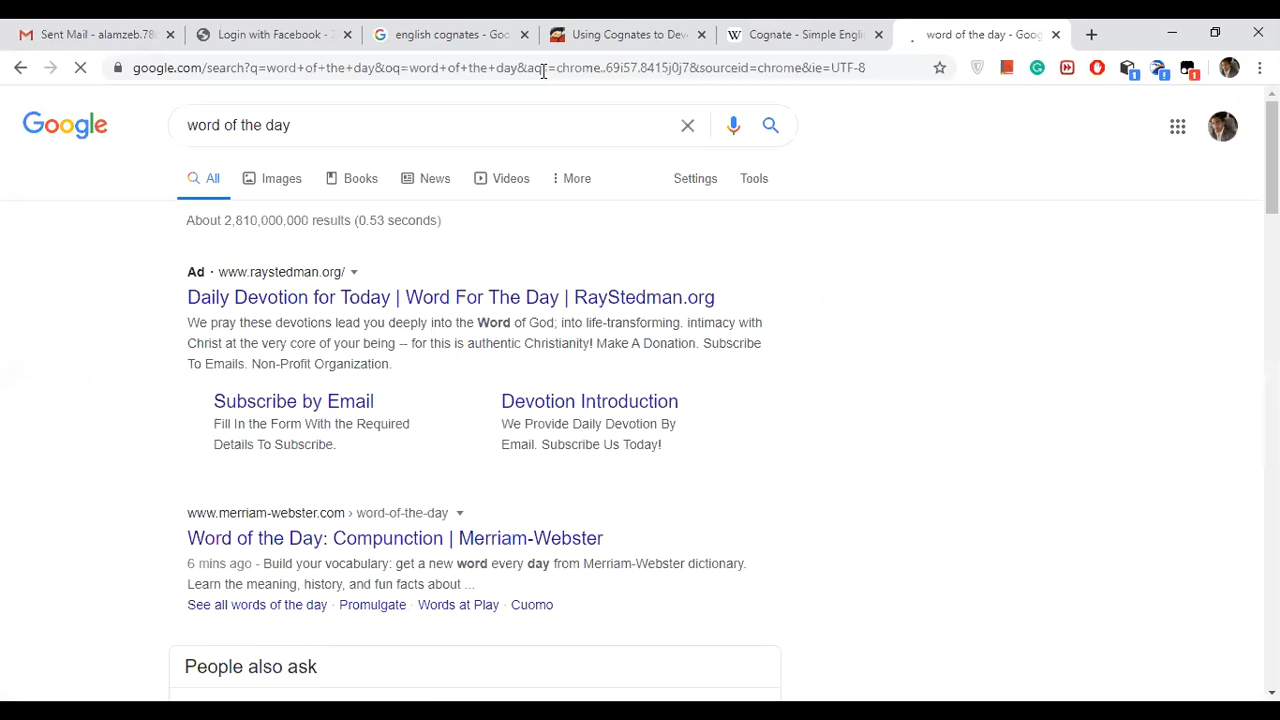 Sent Mail - alamzeb.78
Login with Facebook -
english cognates - Goo
Using Cognates to Dev
Cognate - Simple Engli
word of the day - Goog
google.com/search?q=word+of+the+day&oq=word+of+the+day&aqs=chrome..69i57.8415j0j7&sourceid=chrome&ie=UTF-8
1
!
1
Google
word of the day
All
Images
Books
News
Videos
More
Settings
Tools
About 2,810,000,000 results (0.53 seconds)
Ad · www.raystedman.org/
Daily Devotion for Today | Word For The Day | RayStedman.org
We pray these devotions lead you deeply into the Word of God; into life-transforming. intimacy with
Christ at the very core of your being -- for this is authentic Christianity! Make A Donation. Subscribe
To Emails. Non-Profit Organization.
Subscribe by Email
Fill In the Form With the Required
Details To Subscribe.
Devotion Introduction
We Provide Daily Devotion By
Email. Subscribe Us Today!
www.merriam-webster.com › word-of-the-day
Word of the Day: Compunction | Merriam-Webster
6 mins ago - Build your vocabulary: get a new word every day from Merriam-Webster dictionary.
Learn the meaning, history, and fun facts about ...
See all words of the day · Promulgate · Words at Play · Cuomo
People also ask